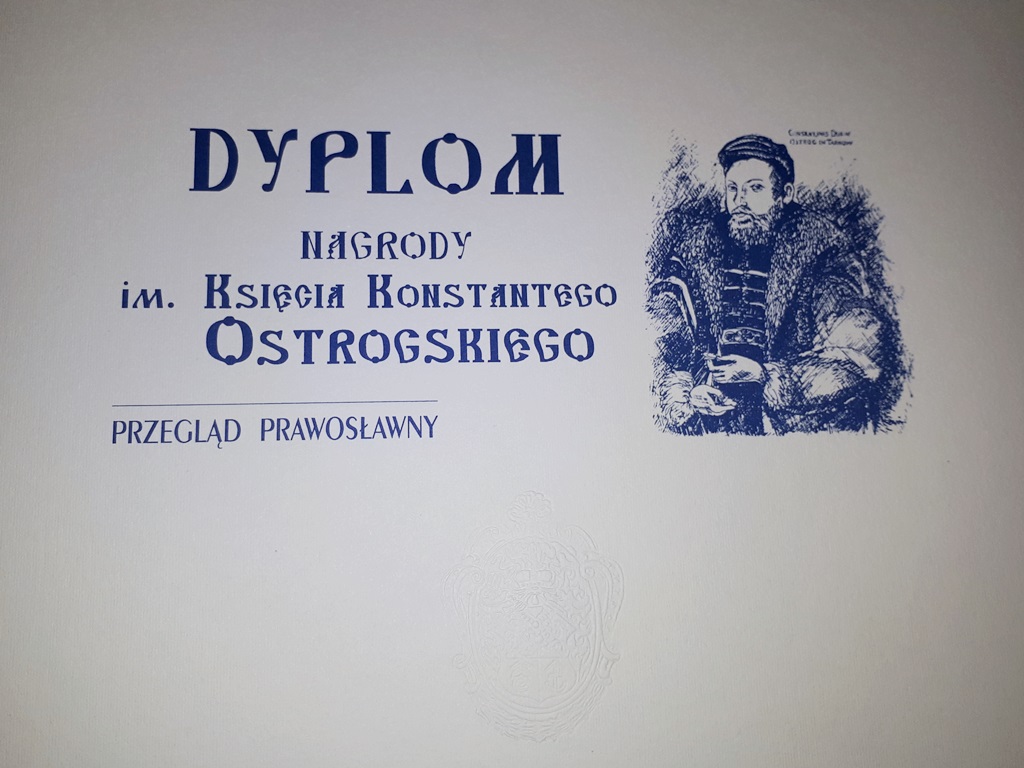 DYPLOM
NAGRODY
im. KSIĘCIA KONSTANTEGO
OSTROGSKIEGO
PRZEGLĄD PRAWOSŁAWNY